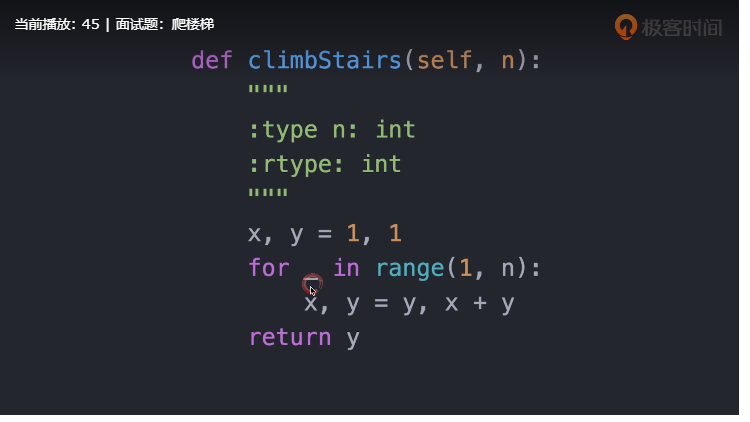 当前播放: 45 | 面试题：爬楼梯
极客时间
def climbStairs(self, n):
    """
    :type n: int
    :rtype: int
    """
    x, y = 1, 1
    for _ in range(1, n):
        x, y = y, x + y
    return y